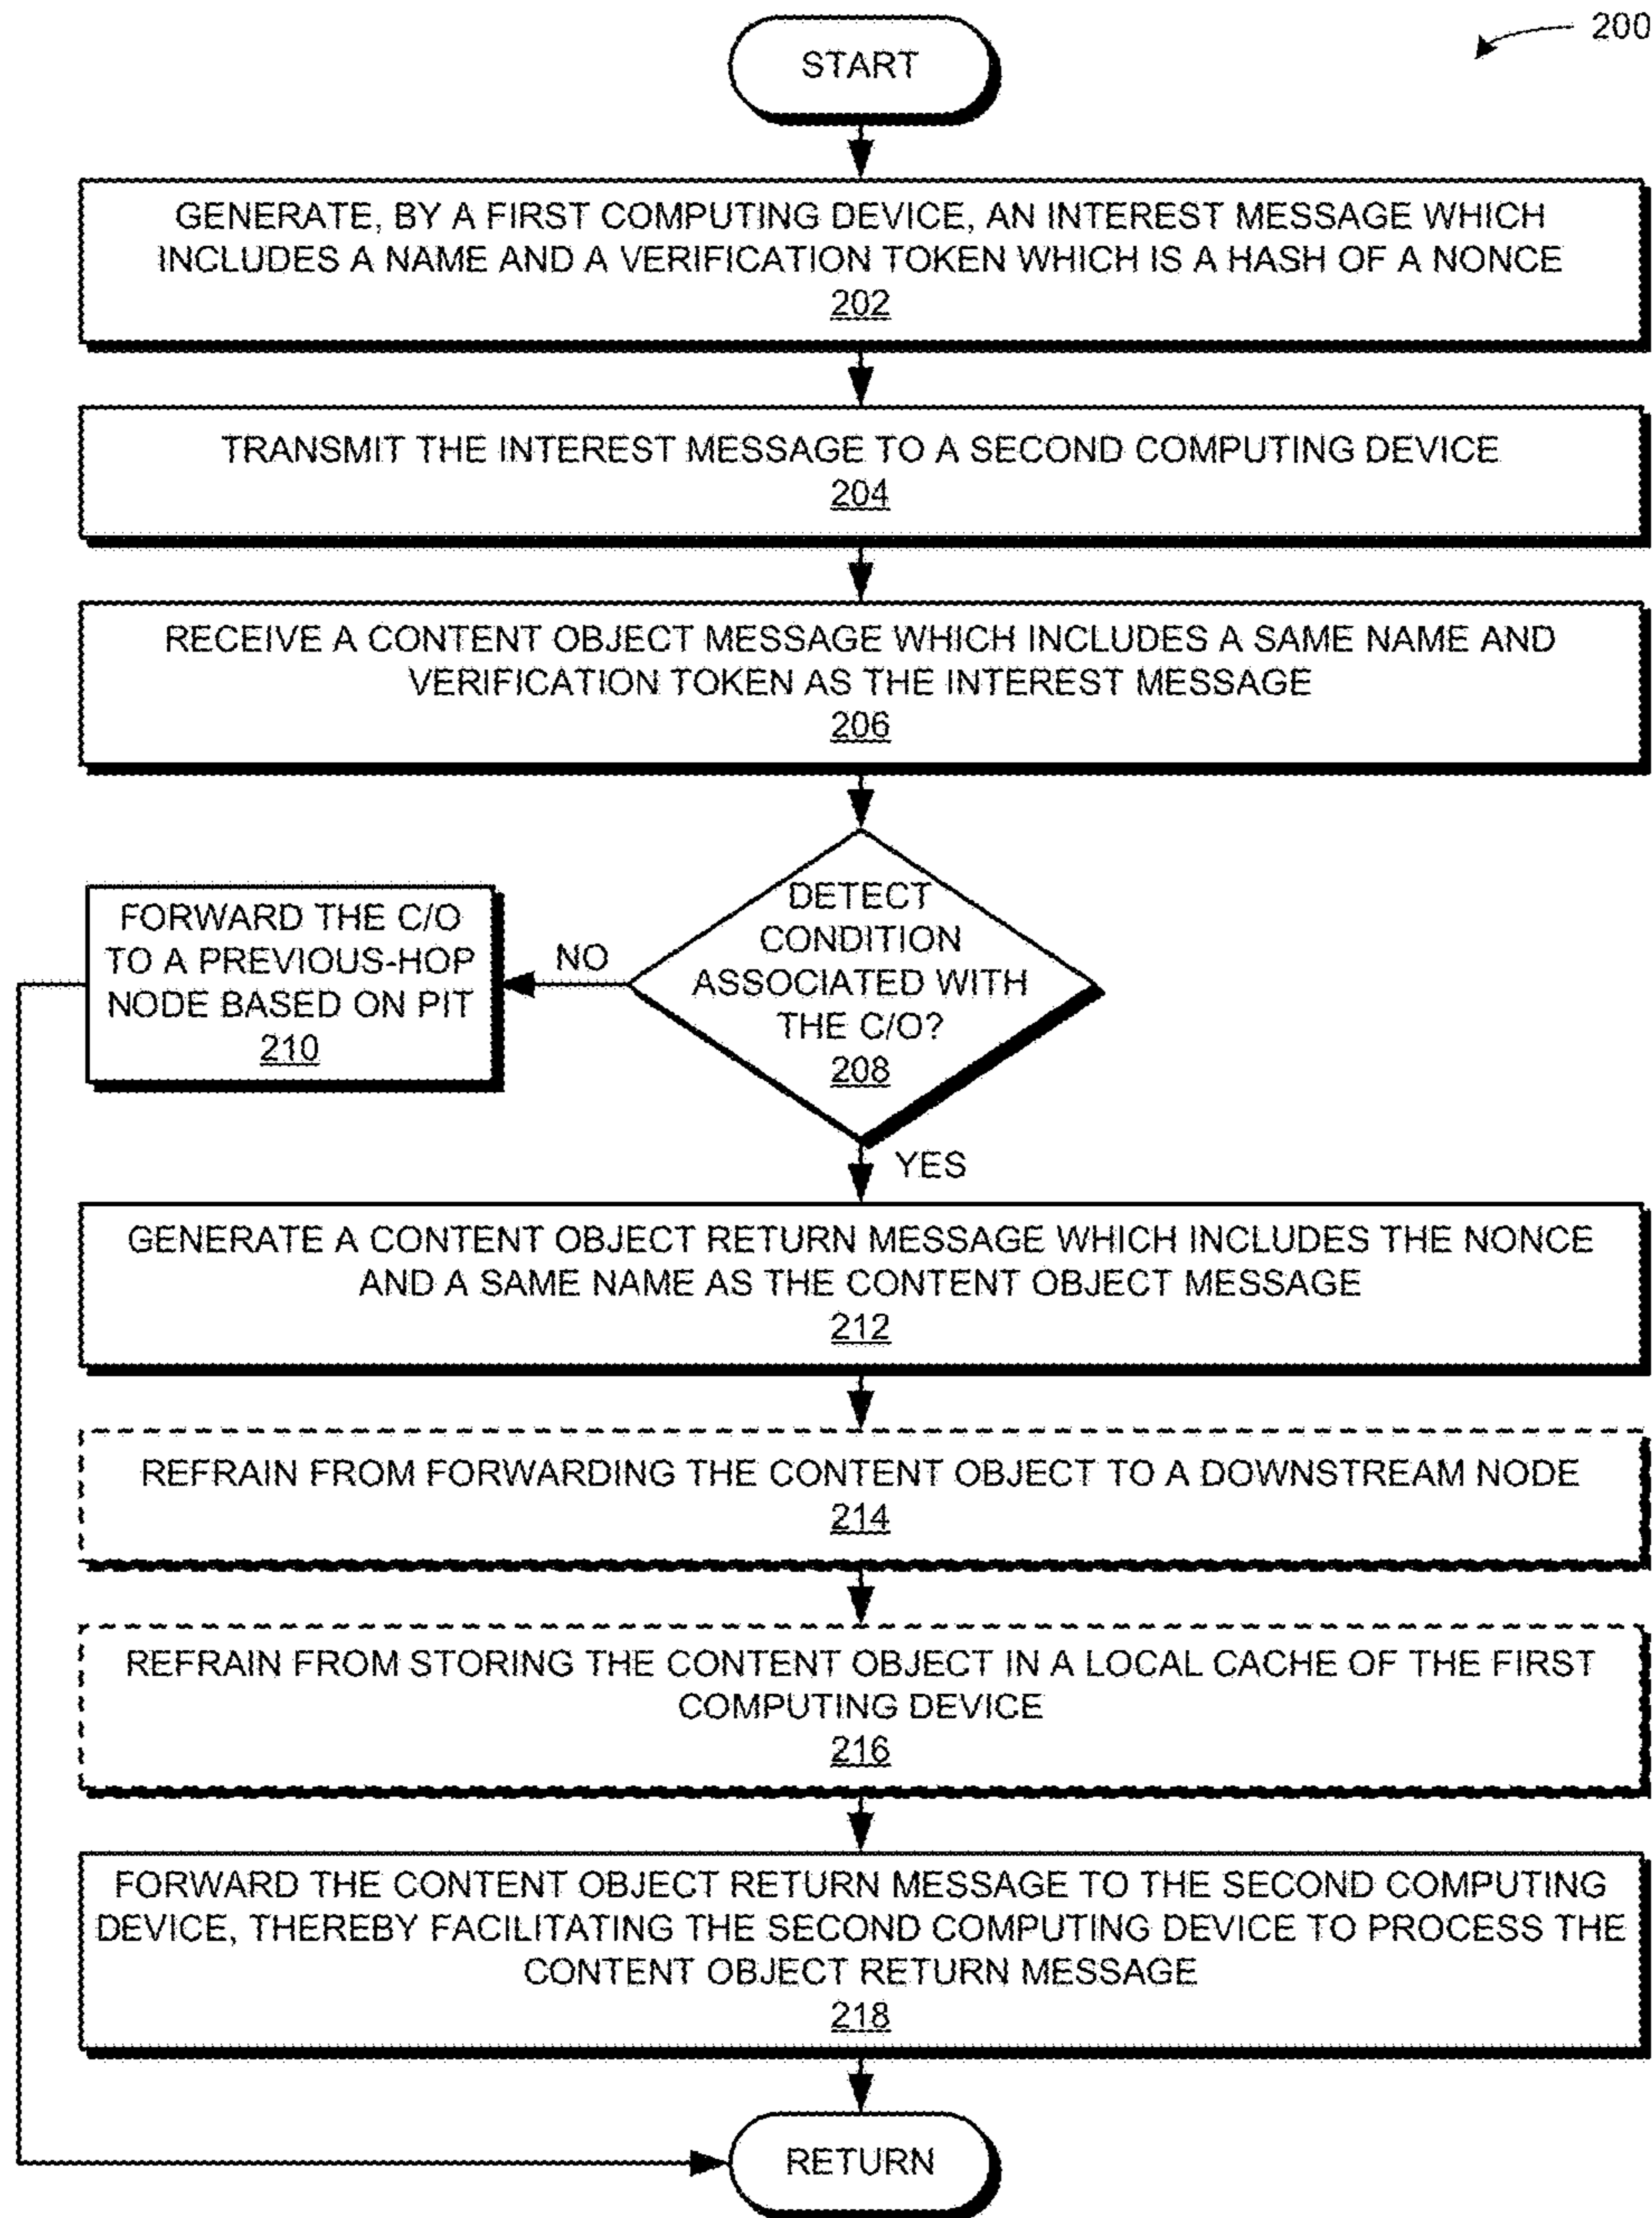 200
START
GENERATE, BY A FIRST COMPUTING DEVICE, AN INTEREST MESSAGE WHICH
INCLUDES A NAME AND A VERIFICATION TOKEN WHICH IS A HASH OF A NONCE
202
TRANSMIT THE INTEREST MESSAGE TO A SECOND COMPUTING DEVICE
204
RECEIVE A CONTENT OBJECT MESSAGE WHICH INCLUDES A SAME NAME AND
VERIFICATION TOKEN AS THE INTEREST MESSAGE
206
DETECT
CONDITION
ASSOCIATED WITH
THE C/O?
208
NO
FORWARD THE C/O
TO A PREVIOUS-HOP
NODE BASED ON PIT
210
YES
GENERATE A CONTENT OBJECT RETURN MESSAGE WHICH INCLUDES THE NONCE
AND A SAME NAME AS THE CONTENT OBJECT MESSAGE
212
REFRAIN FROM FORWARDING THE CONTENT OBJECT TO A DOWNSTREAM NODE
214
REFRAIN FROM STORING THE CONTENT OBJECT IN A LOCAL CACHE OF THE FIRST
COMPUTING DEVICE
216
FORWARD THE CONTENT OBJECT RETURN MESSAGE TO THE SECOND COMPUTING
DEVICE, THEREBY FACILITATING THE SECOND COMPUTING DEVICE TO PROCESS THE
CONTENT OBJECT RETURN MESSAGE
218
RETURN